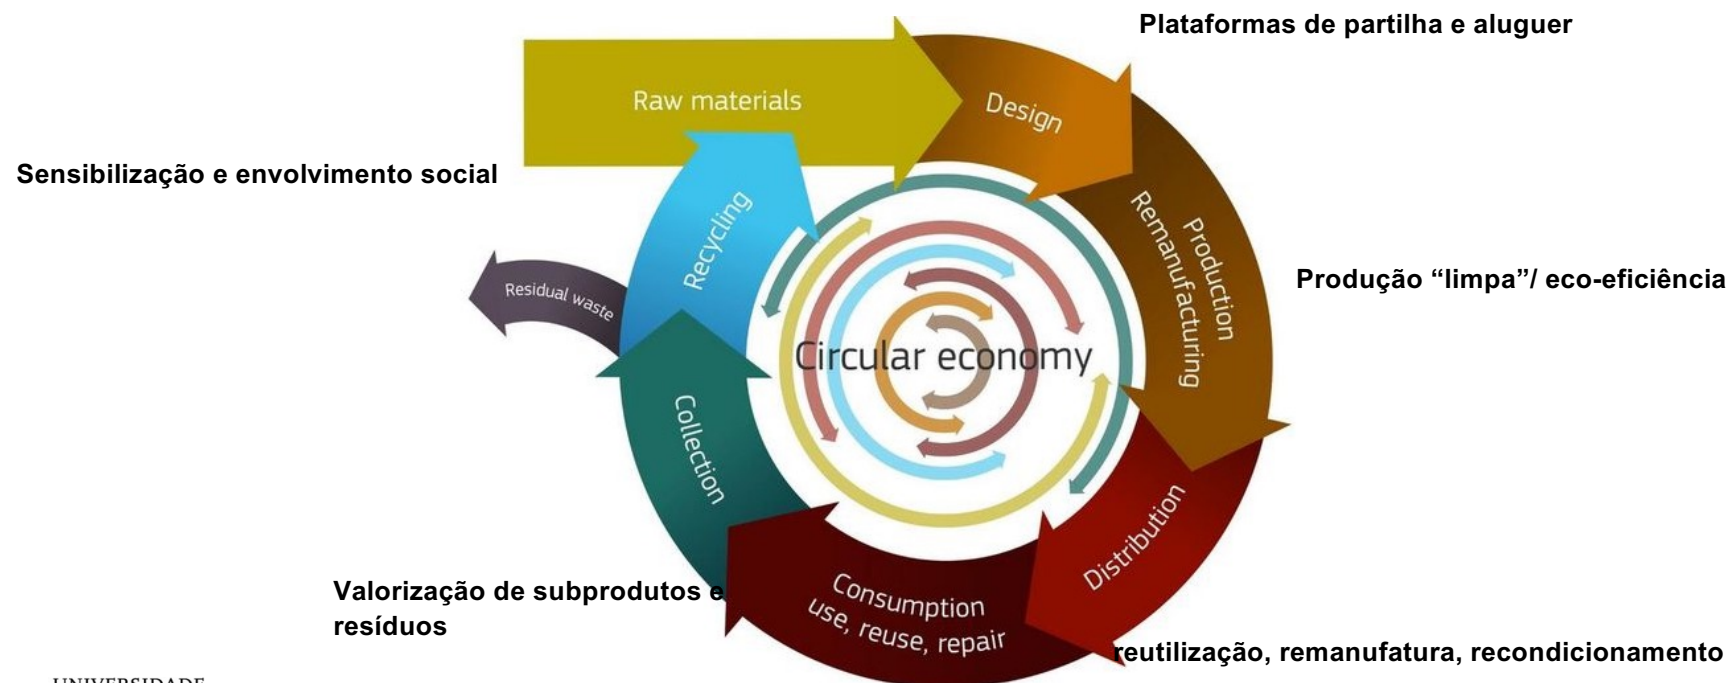 Plataformas de partilha e aluguer
Raw materials
Design
Sensibilização e envolvimento social
Recycling
Production
Remanufacturing
Residual waste
Produção “limpa”/ eco-eficiência
Circular economy
Collection
Distribution
Valorização de subprodutos e
resíduos
Consumption
use, reuse, repair
reutilização, remanufatura, recondicionamento
UNIVERSIDADE